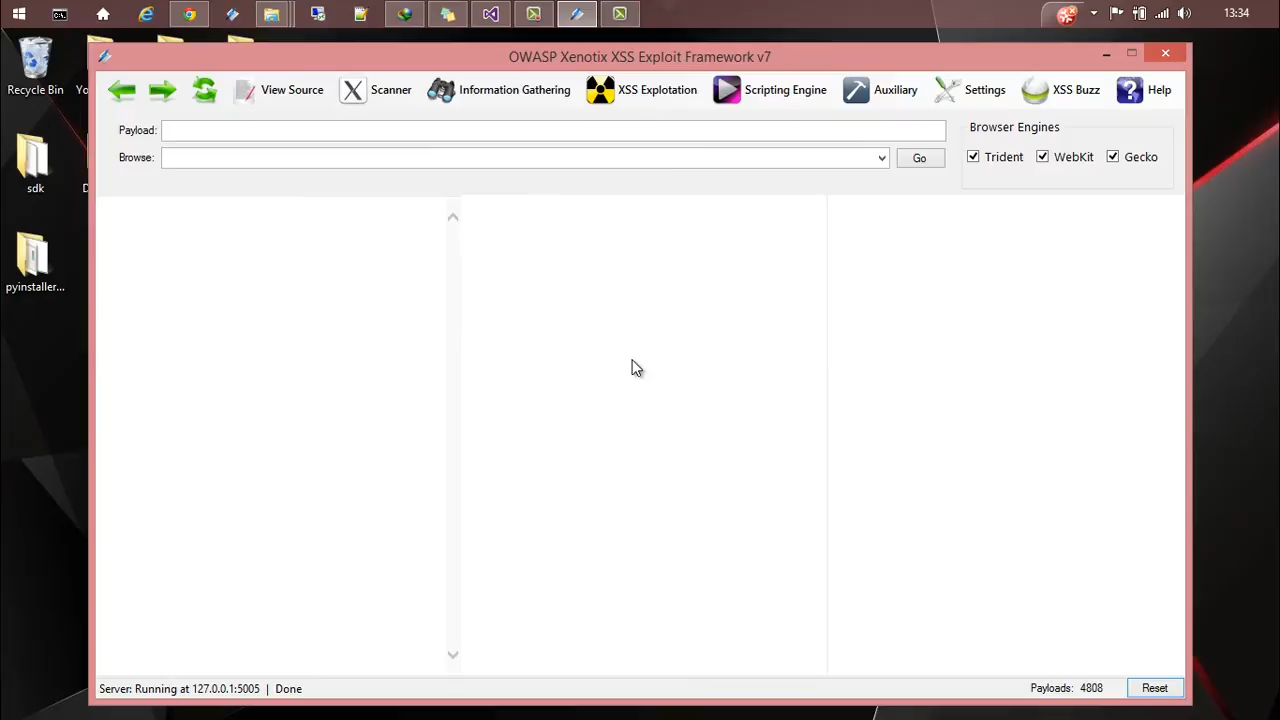 13:34
OWASP Xenotix XSS Exploit Framework v7
Recycle Bin
View Source
Scanner
Information Gathering
XSS Explotation
Scripting Engine
Auxiliary
Settings
XSS Buzz
Help
Payload:
Browser Engines
Browse:
Go
Trident
WebKit
Gecko
sdk
pyinstaller...
Server: Running at 127.0.0.1:5005 | Done
Payloads: 4808
Reset